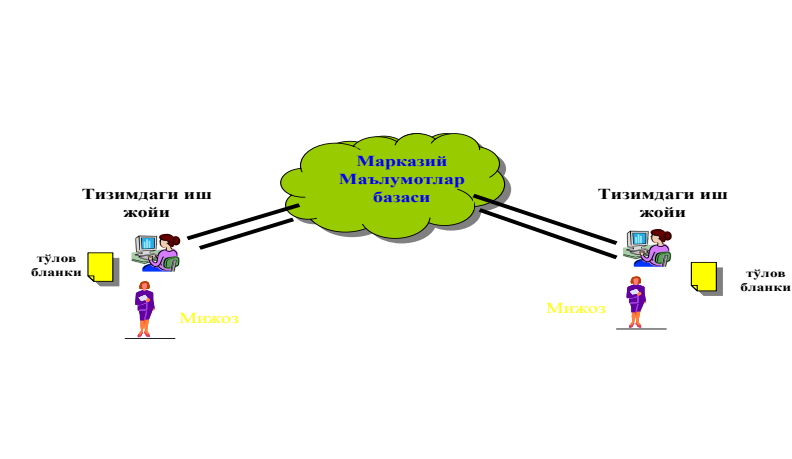 Марказий
Маълумотлар
базаси
Тизимдаги иш
жойи
Тизимдаги иш
жойи
тўлов
бланки
тўлов
бланки
Мижоз
Мижоз